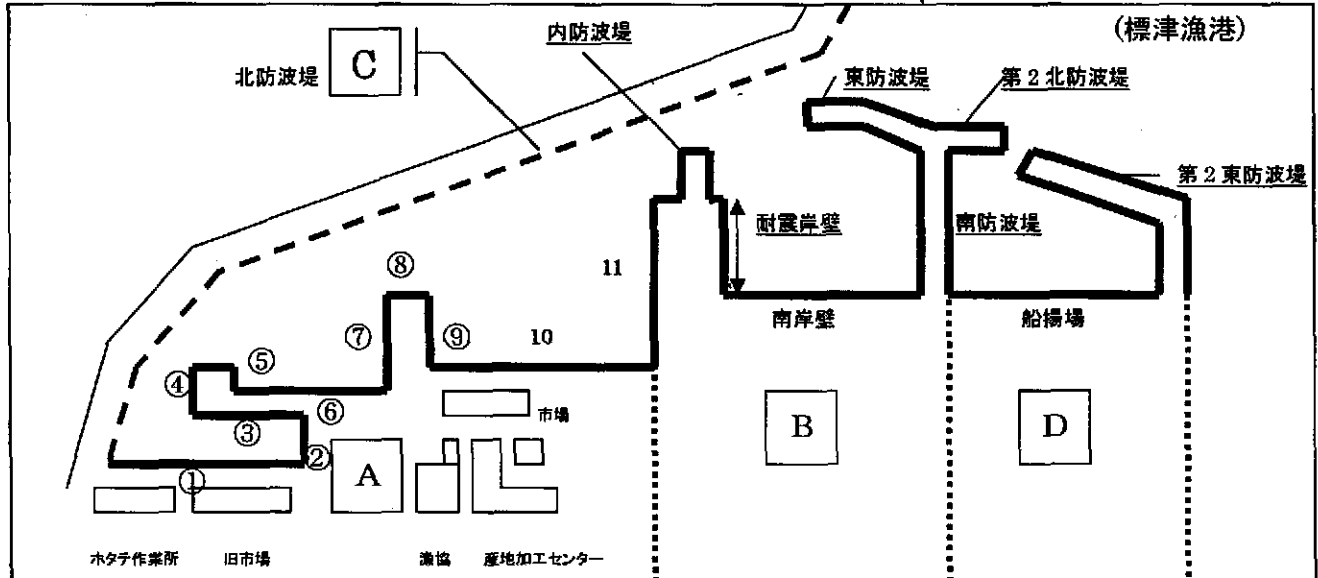 (標津漁港)
内防波堤
北防波堤
C
東防波堤
第2北防波堤
第2東防波堤
耐震岸壁
南防波堤
⑧
11
南岸壁
船揚場
⑦
⑨
10
⑤
④
⑥
市場
③
②
①
A
B
D
ホタテ作業所
旧市場
漁協
産地加工センター